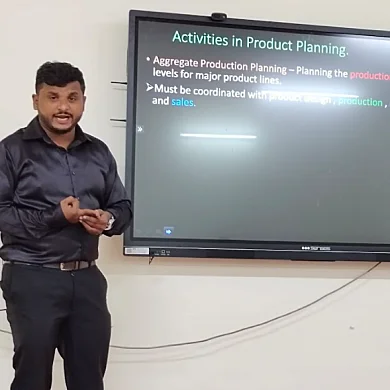 Activities in Product Planning.
• Aggregate Production Planning – Planning the productio
levels for major product lines.
➢Must be coordinated with product design , production ,
and sales.